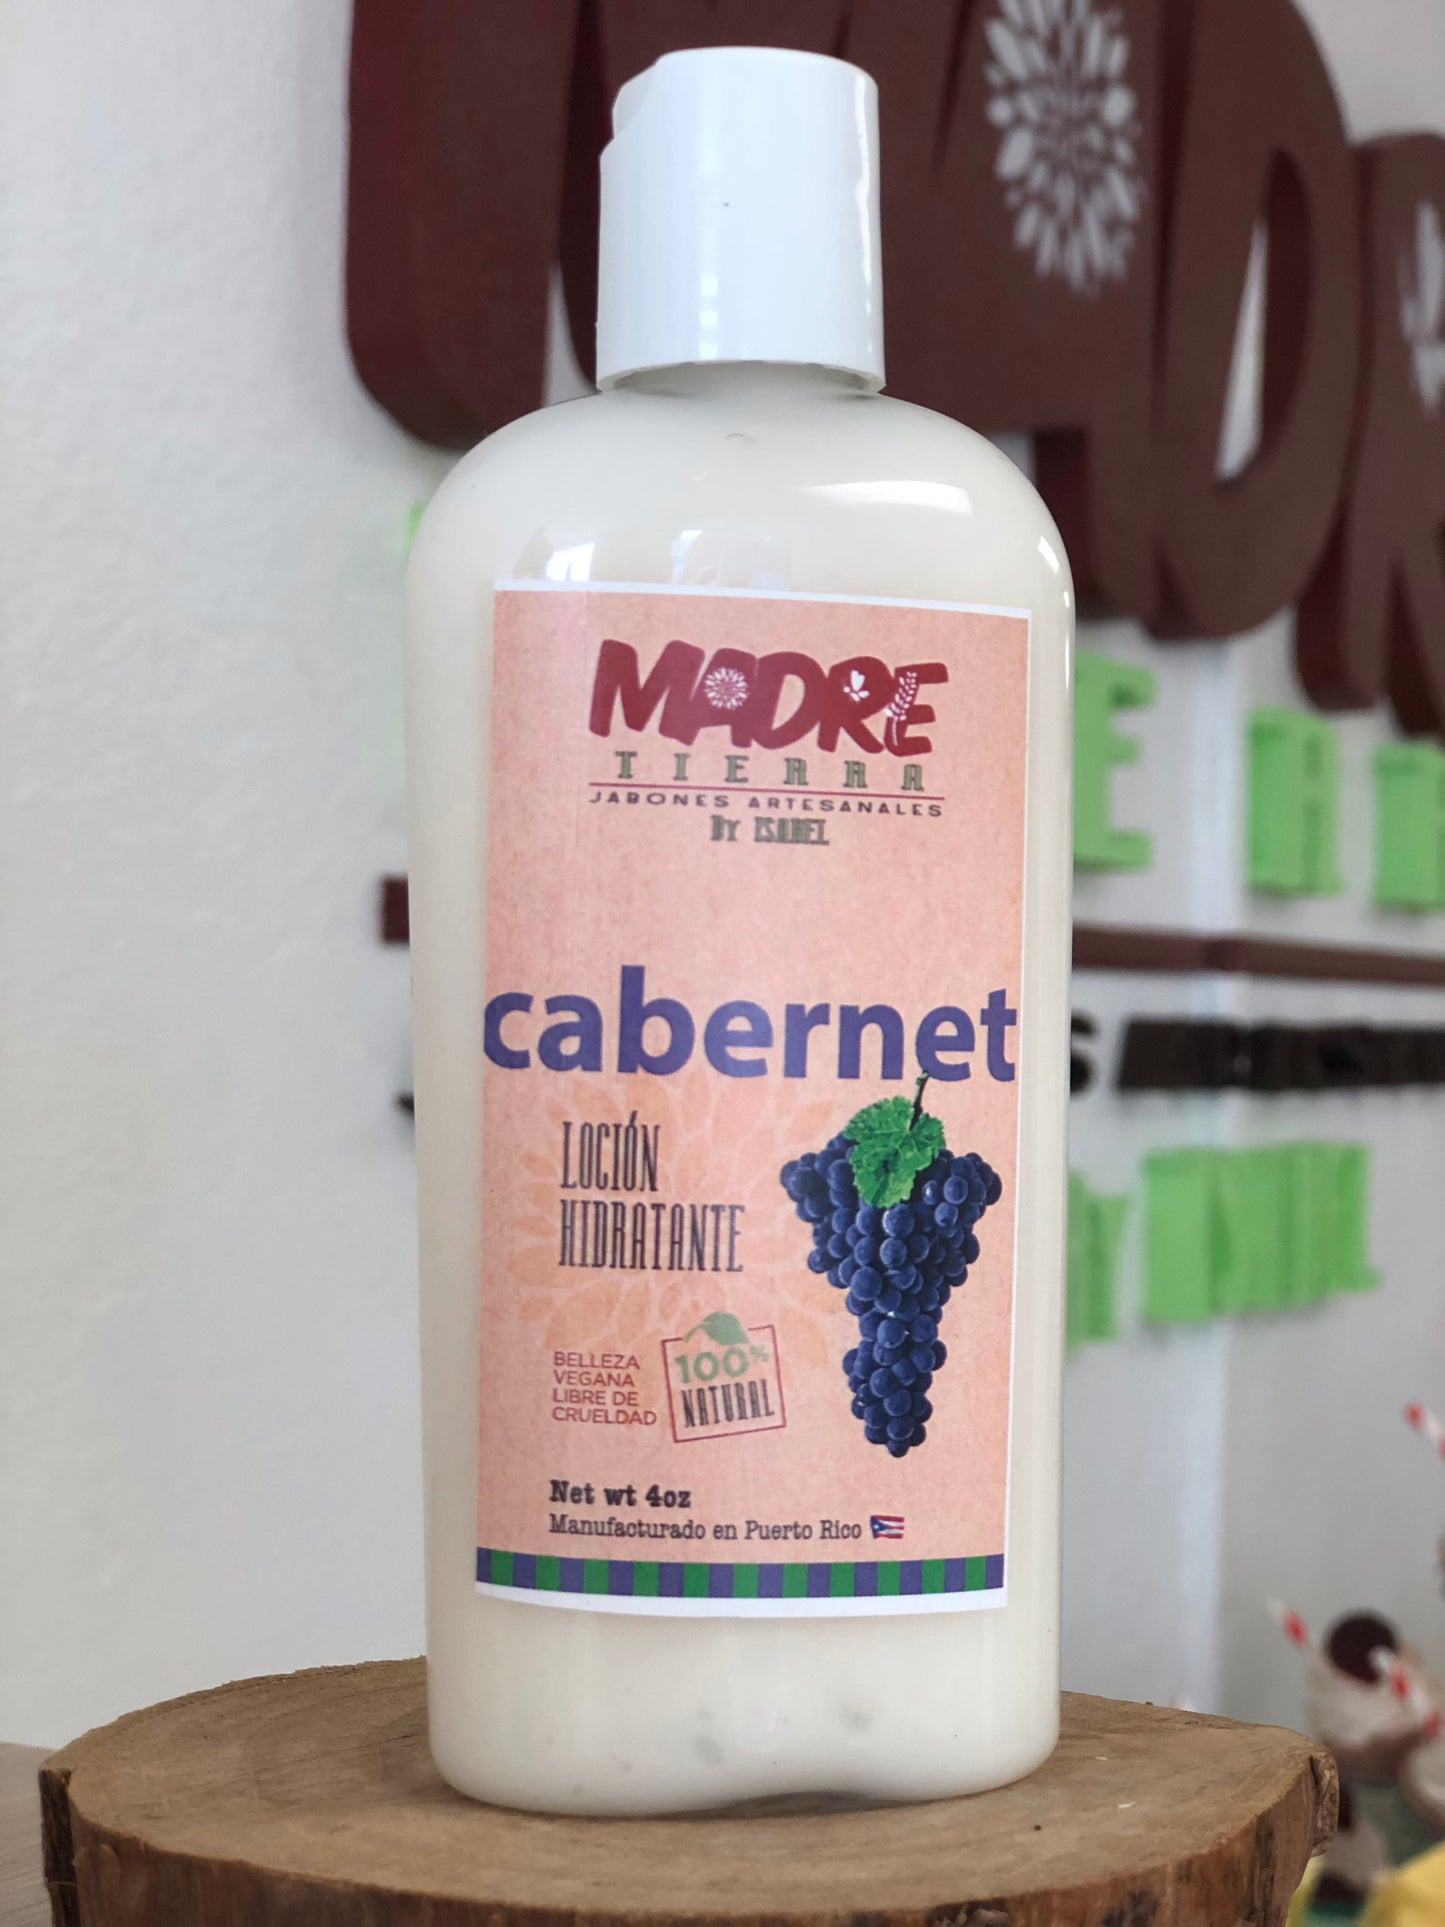 MADRE
TIERRA
JABONES ARTESANALES
By ISABEL
cabernet
LOCIÓN
HIDRATANTE
BELLEZA
VEGANA
LIBRE DE
CRUELDAD
100%
NATURAL
Net wt 4oz
Manufacturado en Puerto Rico